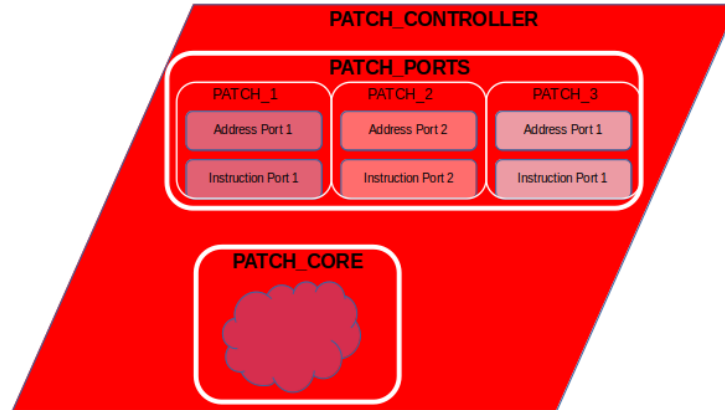 PATCH_CONTROLLER
PATCH_PORTS
PATCH_1 PATCH_2 PATCH_3
Address Port 1 Address Port 2 Address Port 1
Instruction Port 1 Instruction Port 2 Instruction Port 1
PATCH_CORE